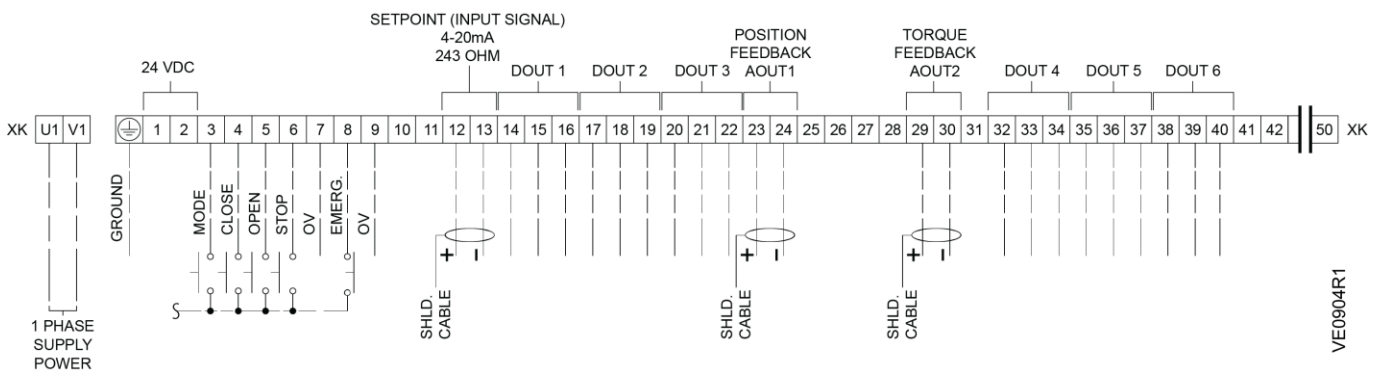 SETPOINT (INPUT SIGNAL)
4-20mA
243 OHM
POSITION
FEEDBACK
AOUT1
TORQUE
FEEDBACK
AOUT2
24 VDC
DOUT 1
DOUT 2
DOUT 3
DOUT 4
DOUT 5
DOUT 6
XK U1 V1 1 2 3 4 5 6 7 8 9 10 11 12 13 14 15 16 17 18 19 20 21 22 23 24 25 26 27 28 29 30 31 32 33 34 35 36 37 38 39 40 41 42 50 XK
GROUND
MODE
CLOSE
OPEN
STOP
OV
EMERG.
OV
+ −
+ −
+ −
S
SHLD.
CABLE
SHLD.
CABLE
SHLD.
CABLE
1 PHASE
SUPPLY
POWER
VE0904R1